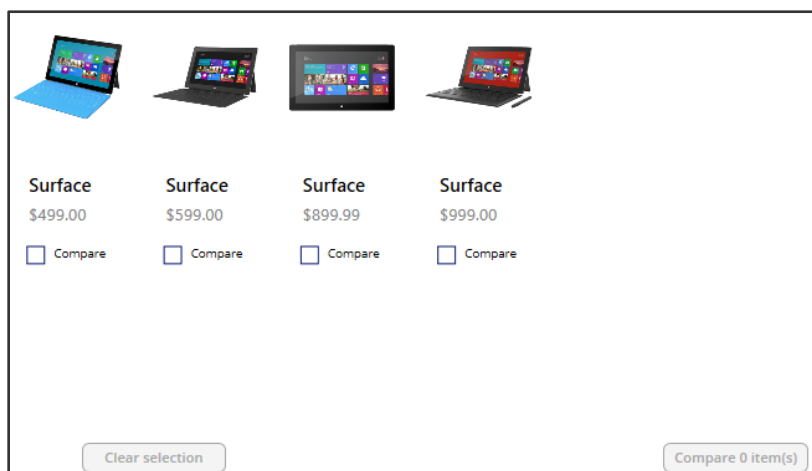 Surface Surface Surface Surface
$499.00 $599.00 $899.99 $999.00
Compare Compare Compare Compare
Clear selection Compare 0 item(s)